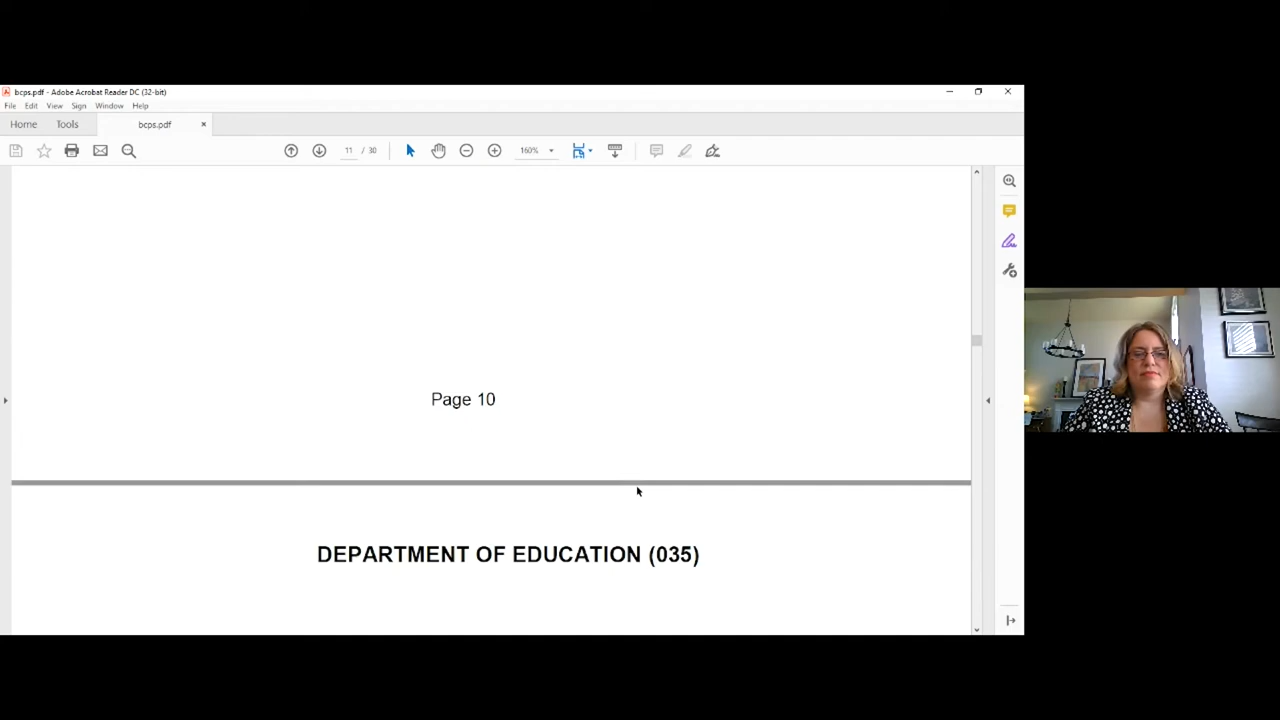 bcps.pdf - Adobe Acrobat Reader DC (32-bit)
File Edit View Sign Window Help
Home Tools bcps.pdf ×
11 / 30 160%
Page 10
DEPARTMENT OF EDUCATION (035)